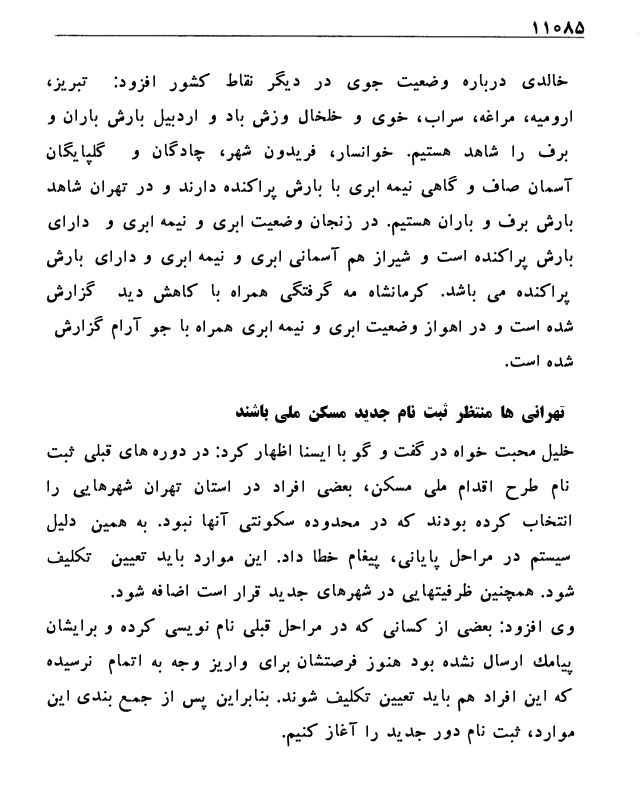 ۱۱۰۸۵
خالدی درباره وضعیت جوی در دیگر نقاط کشور افزود: تبریز،
ارومیه، مراغه، سراب، خوی و خلخال وزش باد و اردبیل بارش باران و
برف را شاهد هستیم. خوانسار، فریدون شهر، چادگان و گلپایگان
آسمان صاف و گاهی نیمه ابری با بارش پراکنده دارند و در تهران شاهد
بارش برف و باران هستیم. در زنجان وضعیت ابری و نیمه ابری و دارای
بارش پراکنده است و شیراز هم آسمانی ابری و نیمه ابری و دارای بارش
پراکنده می باشد. کرمانشاه مه گرفتگی همراه با کاهش دید گزارش
شده است و در اهواز وضعیت ابری و نیمه ابری همراه با جو آرام گزارش
شده است.
تهرانی ها منتظر ثبت نام جدید مسکن ملی باشند
خلیل محبت خواه در گفت و گو با ایسنا اظهار کرد: در دوره های قبلی ثبت
نام طرح اقدام ملی مسکن، بعضی افراد در استان تهران شهرهایی را
انتخاب کرده بودند که در محدوده سکونتی آنها نبود. به همین دلیل
سیستم در مراحل پایانی، پیغام خطا داد. این موارد باید تعیین تکلیف
شود. همچنین ظرفیتهایی در شهرهای جدید قرار است اضافه شود.
وی افزود: بعضی از کسانی که در مراحل قبلی نام نویسی کرده و برایشان
پیامك ارسال نشده بود هنوز فرصتشان برای واریز وجه به اتمام نرسیده
که این افراد هم باید تعیین تکلیف شوند. بنابراین پس از جمع بندی این
موارد، ثبت نام دور جدید را آغاز کنیم.